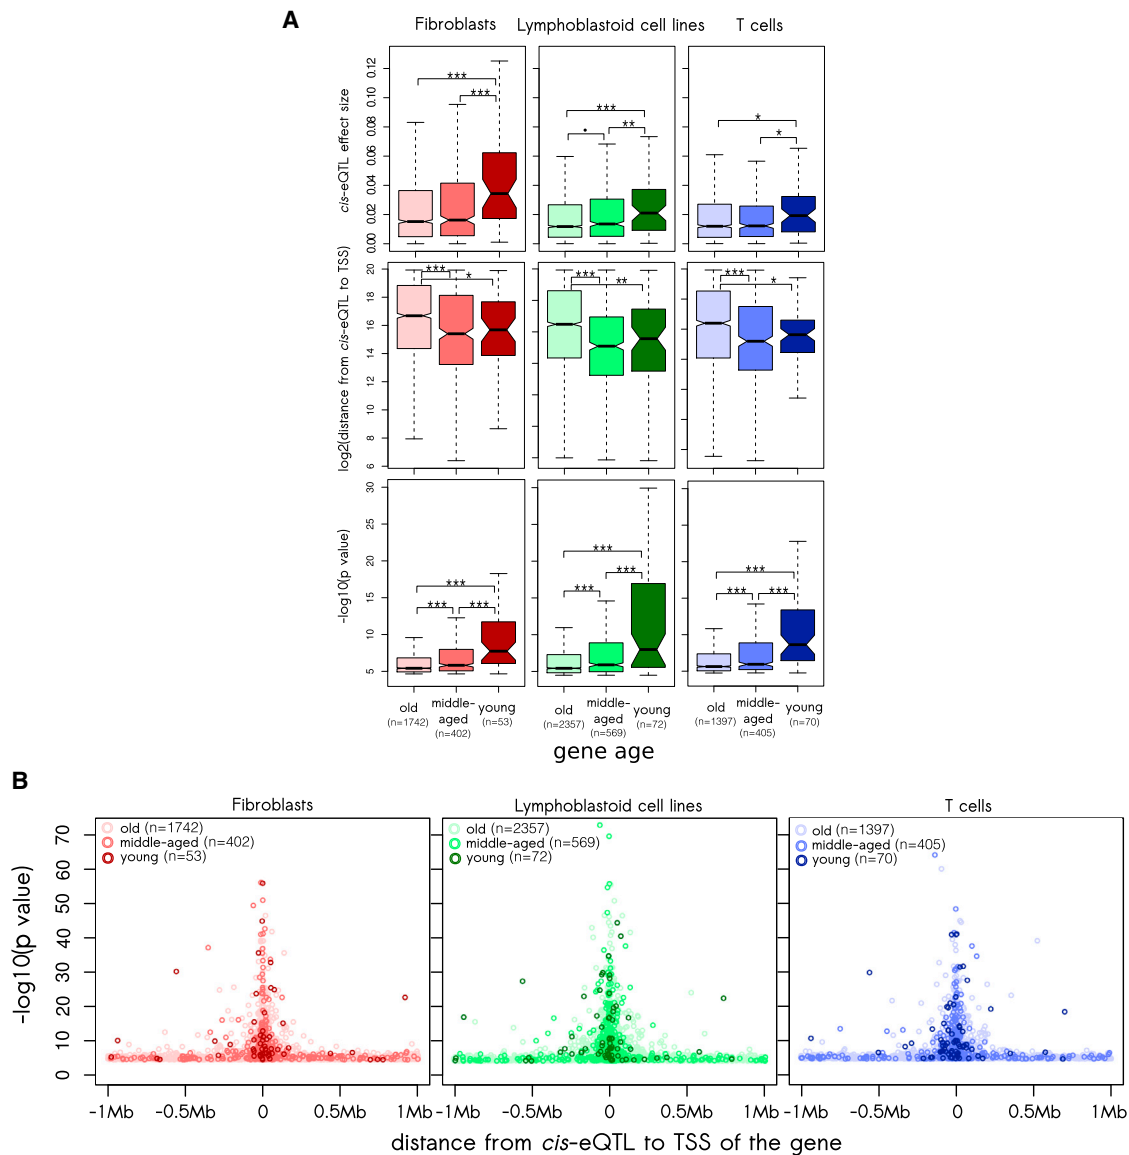 A
Fibroblasts Lymphoblastoid cell lines T cells
cis-eQTL effect size
0.12
0.10
0.08
0.06
0.04
0.02
0.00
*** ***
*** • **
* *
log2(distance from cis-eQTL to TSS)
20
18
16
14
12
10
8
6
*** *
*** **
*** *
-log10(p value)
30
25
20
15
10
5
*** *** ***
*** *** ***
*** *** ***
old middle-aged young old middle-aged young old middle-aged young
(n=1742) (n=402) (n=53) (n=2357) (n=569) (n=72) (n=1397) (n=405) (n=70)
gene age
B
Fibroblasts Lymphoblastoid cell lines T cells
-log10(p value)
70
60
50
40
30
20
10
0
old (n=1742)
middle-aged (n=402)
young (n=53)
old (n=2357)
middle-aged (n=569)
young (n=72)
old (n=1397)
middle-aged (n=405)
young (n=70)
-1Mb -0.5Mb 0 0.5Mb 1Mb -1Mb -0.5Mb 0 0.5Mb 1Mb -1Mb -0.5Mb 0 0.5Mb 1Mb
distance from cis-eQTL to TSS of the gene